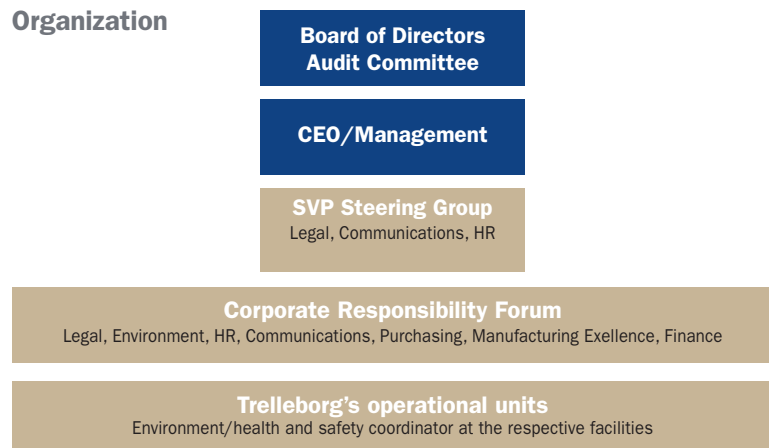 Organization
Board of Directors
Audit Committee
CEO/Management
SVP Steering Group
Legal, Communications, HR
Corporate Responsibility Forum
Legal, Environment, HR, Communications, Purchasing, Manufacturing Exellence, Finance
Trelleborg’s operational units
Environment/health and safety coordinator at the respective facilities